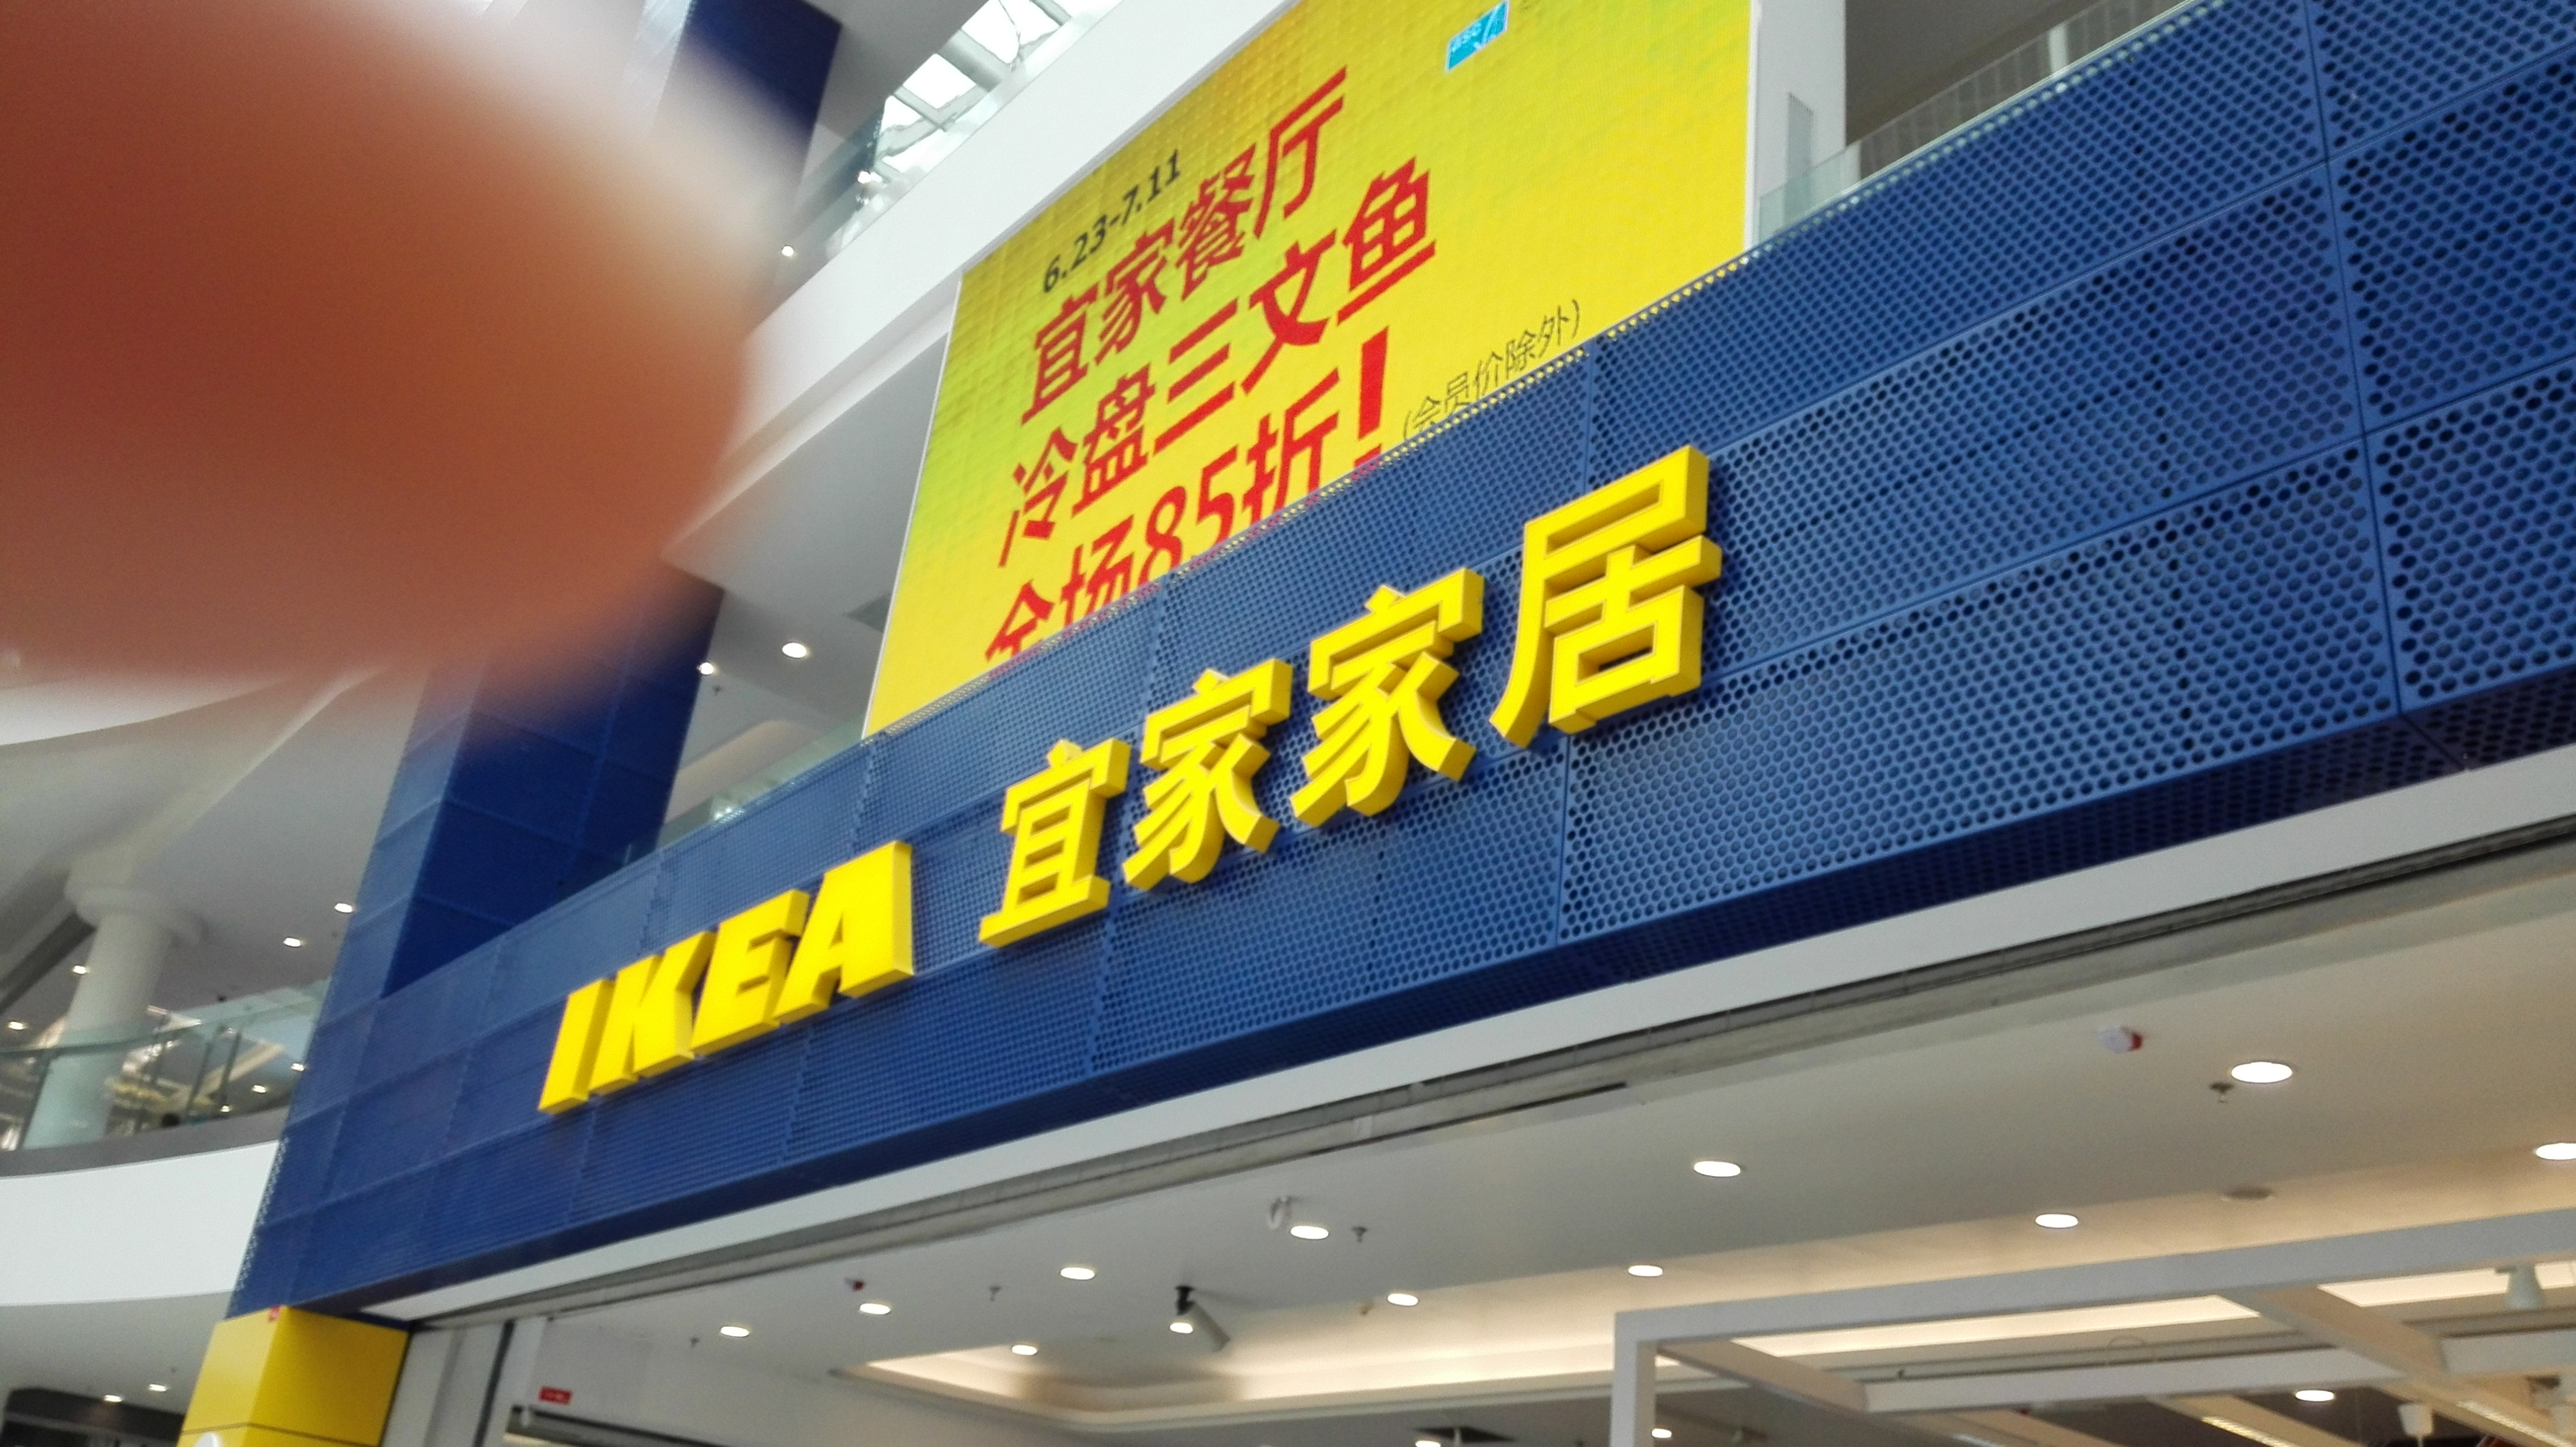 6.23-7.11
宜家餐厅
冷盘三文鱼
全场85折!
(会员价除外)
IKEA 宜家家居